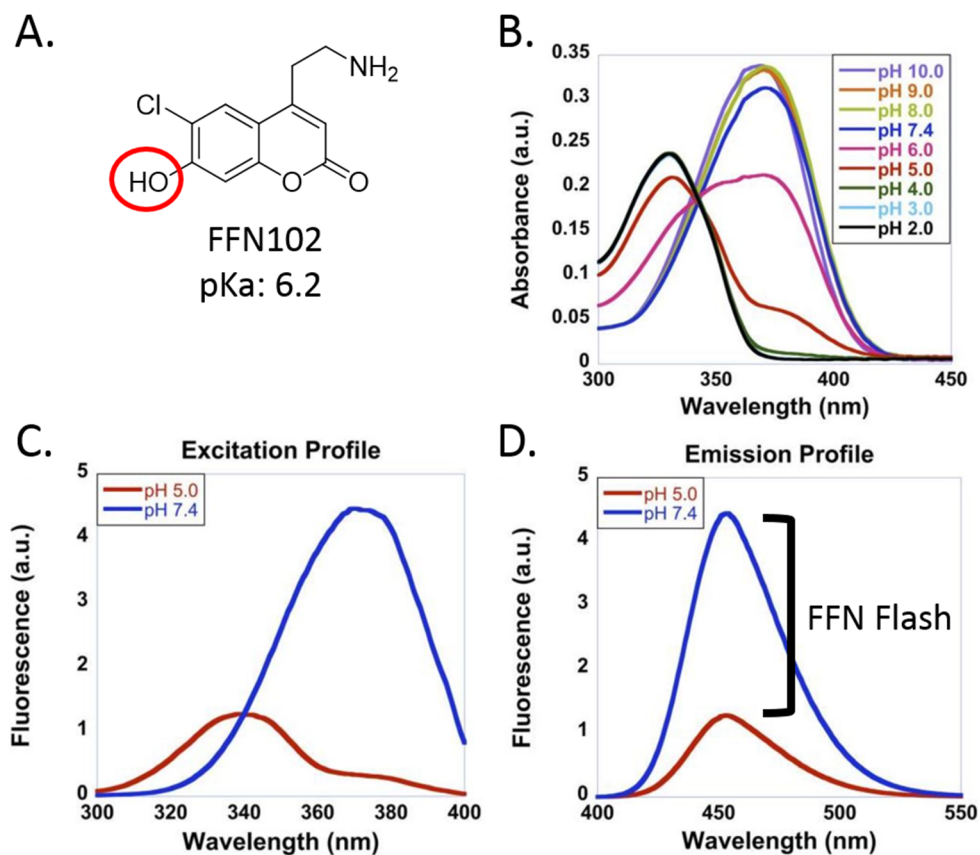 A.
Cl
HO
O
O
NH2
FFN102
pKa: 6.2
B.
0.35
0.3
0.25
0.2
0.15
0.1
0.05
0
Absorbance (a.u.)
pH 10.0
pH 9.0
pH 8.0
pH 7.4
pH 6.0
pH 5.0
pH 4.0
pH 3.0
pH 2.0
300 350 400 450
Wavelength (nm)
C.
Excitation Profile
5
4
3
2
1
0
Fluorescence (a.u.)
pH 5.0
pH 7.4
300 320 340 360 380 400
Wavelength (nm)
D.
Emission Profile
5
4
3
2
1
0
Fluorescence (a.u.)
pH 5.0
pH 7.4
FFN Flash
400 450 500 550
Wavelength (nm)